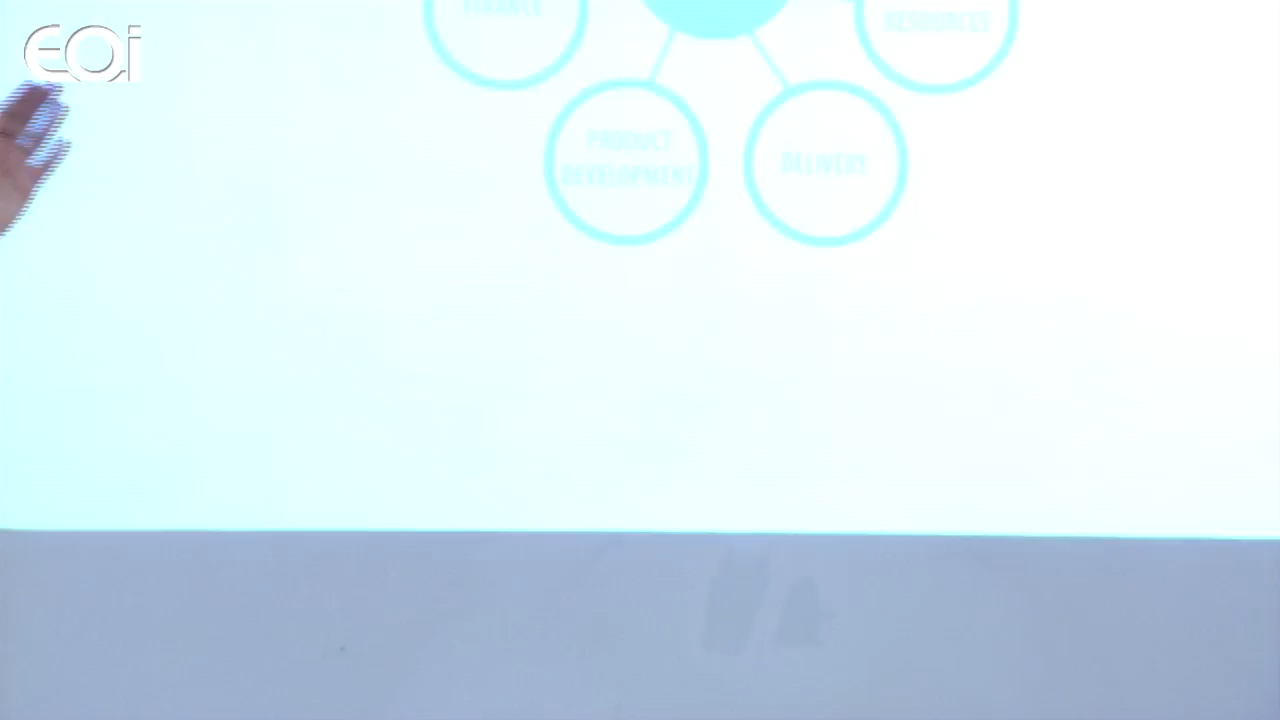 EOi
FINANCE
RESOURCES
PRODUCT
DEVELOPMENT
DELIVERY